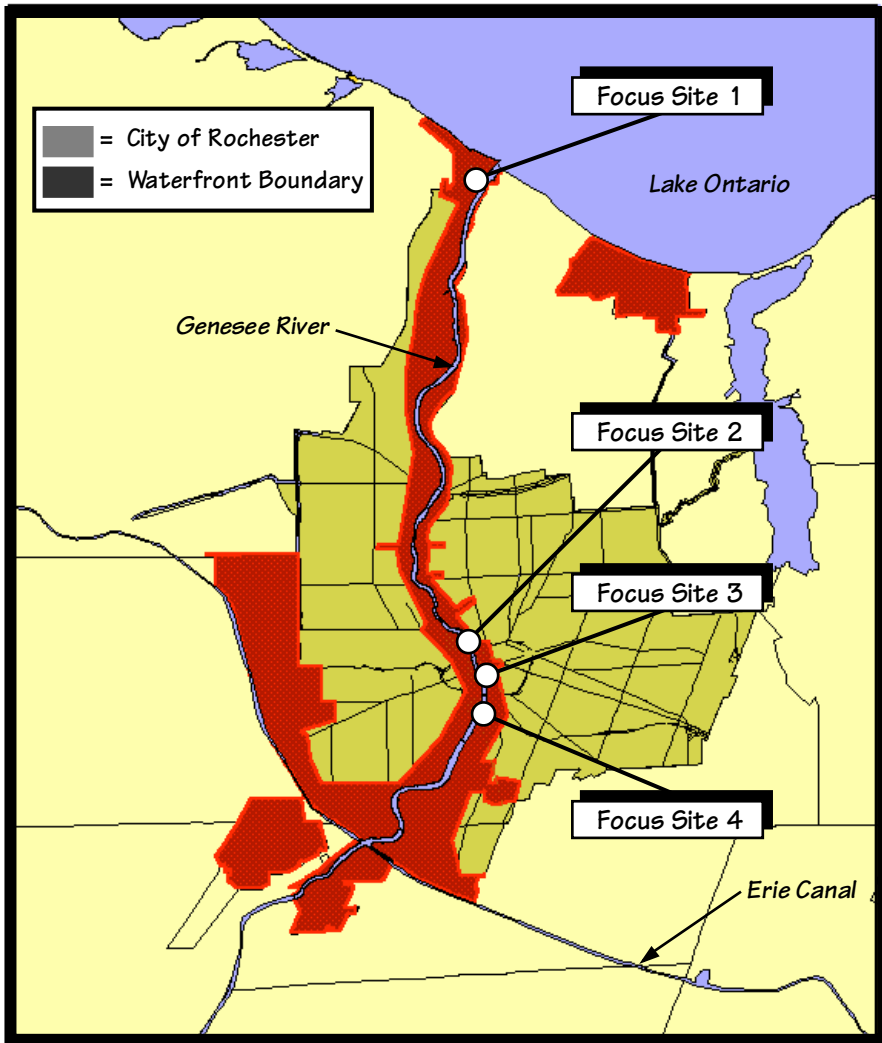 Focus Site 1
= City of Rochester
= Waterfront Boundary
Lake Ontario
Genesee River
Focus Site 2
Focus Site 3
Focus Site 4
Erie Canal